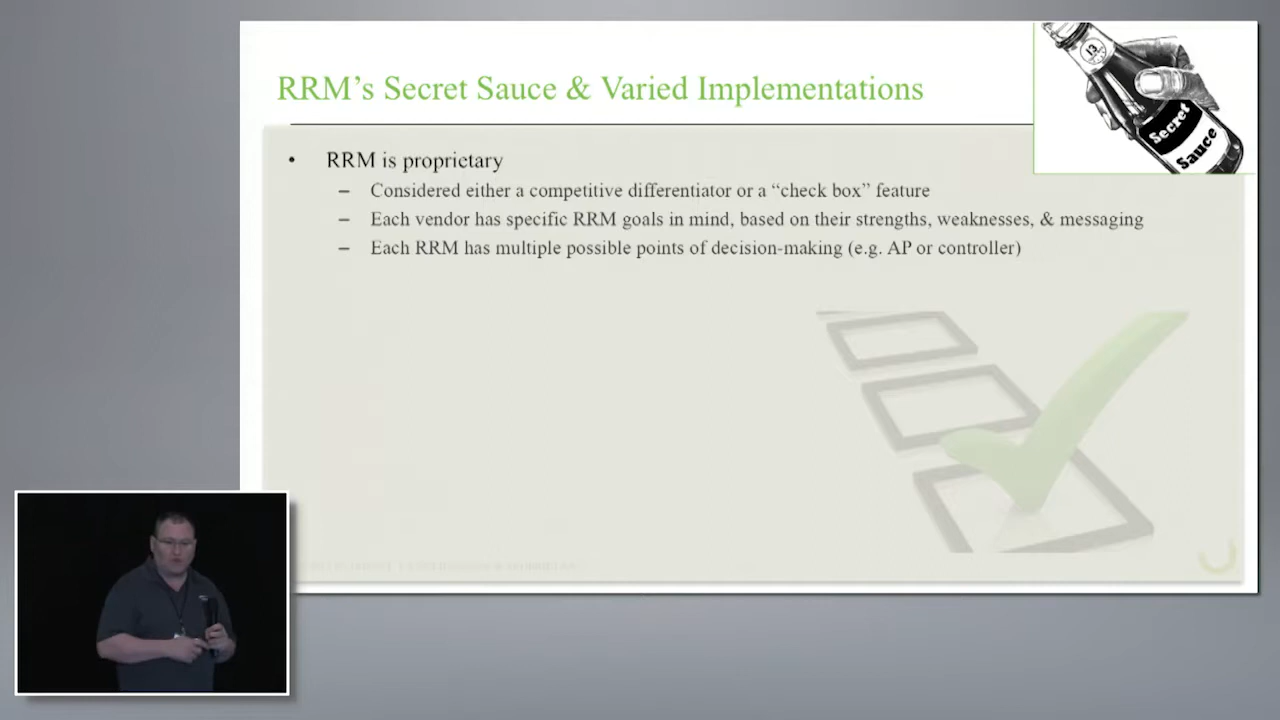 RRM's Secret Sauce & Varied Implementations
13
Secret
Sauce
• RRM is proprietary
– Considered either a competitive differentiator or a “check box” feature
– Each vendor has specific RRM goals in mind, based on their strengths, weaknesses, & messaging
– Each RRM has multiple possible points of decision-making (e.g. AP or controller)